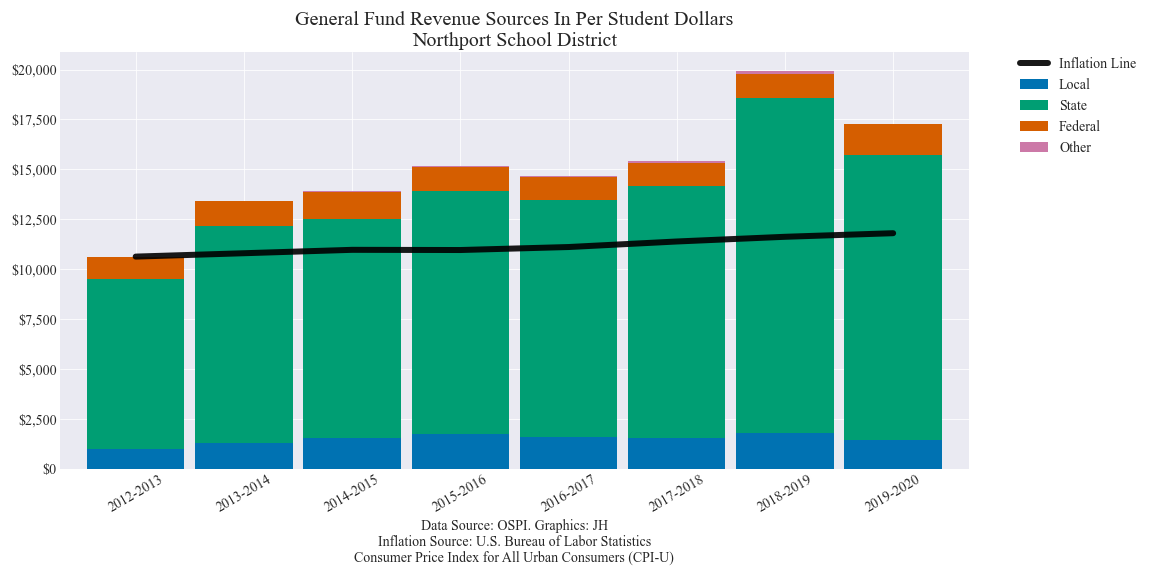 General Fund Revenue Sources In Per Student Dollars
Northport School District
$20,000
$17,500
$15,000
$12,500
$10,000
$7,500
$5,000
$2,500
$0
2012-2013
2013-2014
2014-2015
2015-2016
2016-2017
2017-2018
2018-2019
2019-2020
Inflation Line
Local
State
Federal
Other
Data Source: OSPI. Graphics: JH
Inflation Source: U.S. Bureau of Labor Statistics
Consumer Price Index for All Urban Consumers (CPI-U)